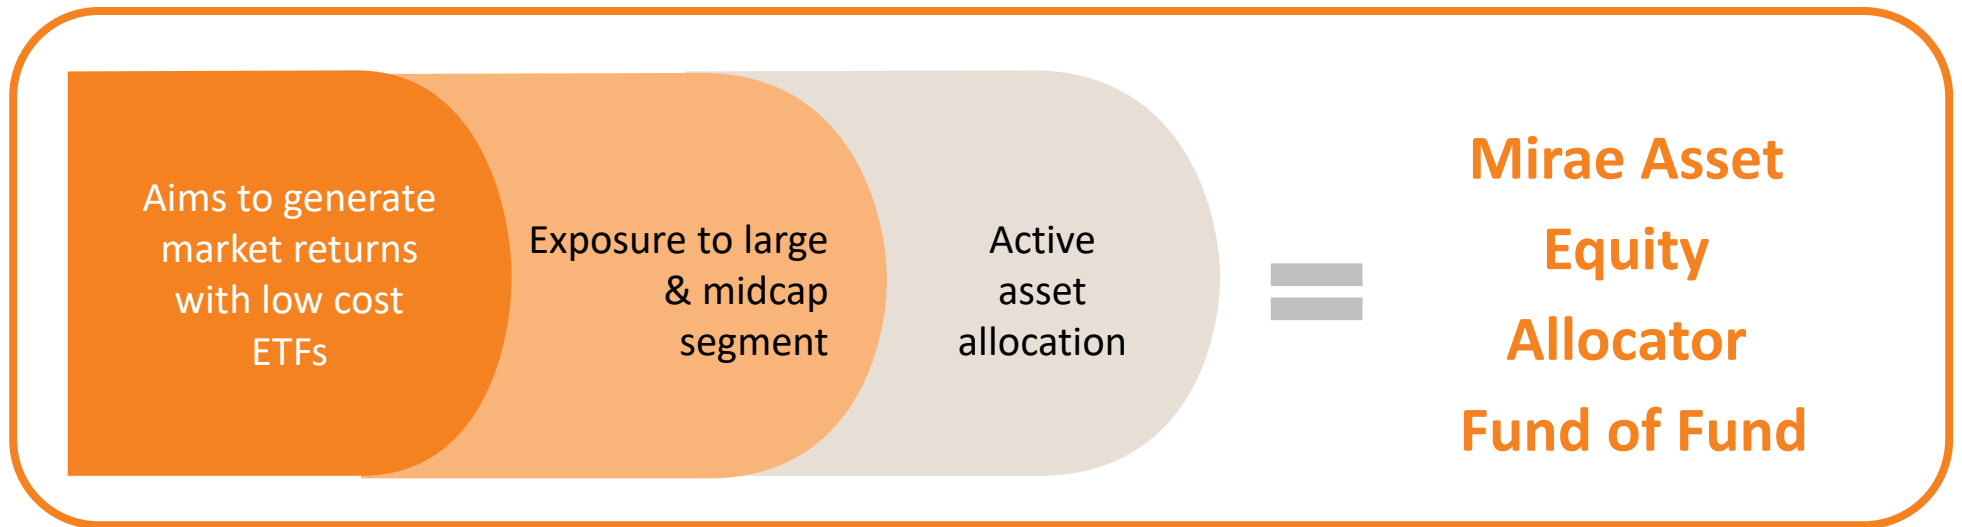 Aims to generate
market returns
with low cost
ETFs
Exposure to large
& midcap
segment
Active
asset
allocation
Mirae Asset
Equity
Allocator
Fund of Fund